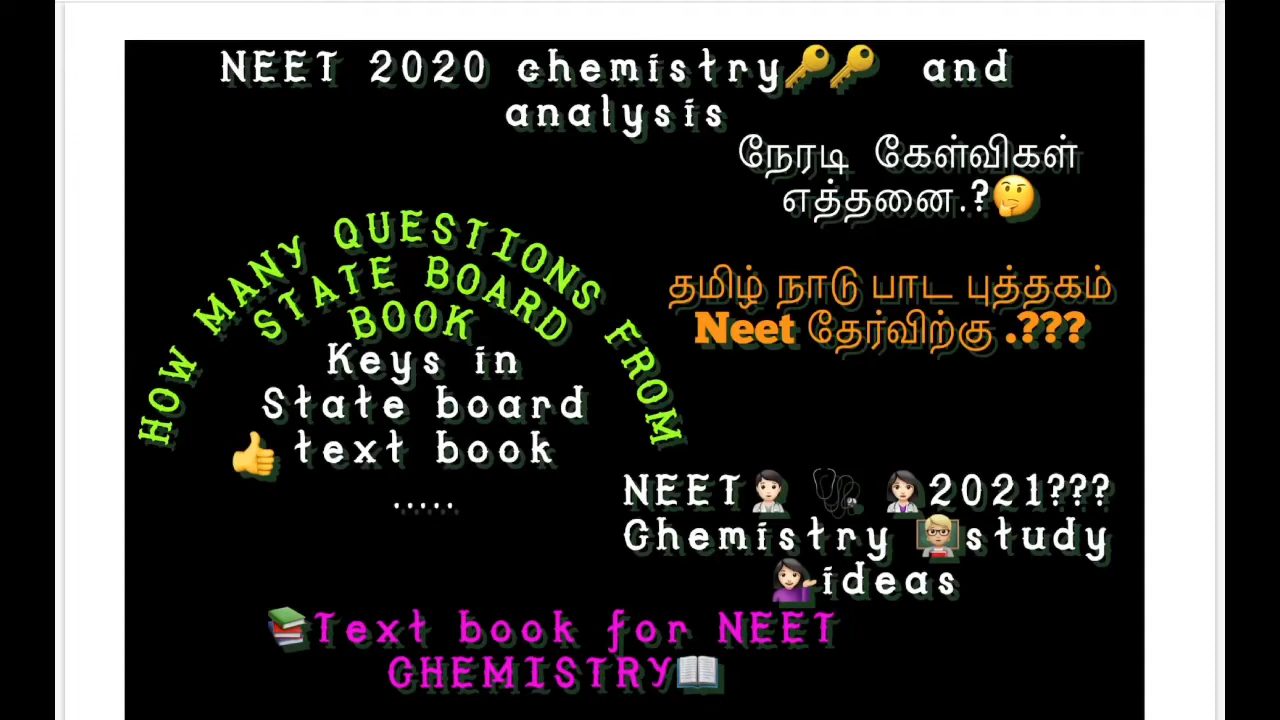 NEET 2020 chemistry🔑🔑 and
analysis
நேரடி கேள்விகள்
எத்தனை.?🤔
HOW MANY QUESTIONS FROM
STATE BOARD
BOOK
Keys in
State board
👍 text book
.....
தமிழ் நாடு பாட புத்தகம்
Neet தேர்விற்கு .???
NEET👨🏻‍⚕️ 🩺 👩🏻‍⚕️2021???
Chemistry 👨🏼‍🏫study
💁🏻‍♀️ideas
📚Text book for NEET
CHEMISTRY📖